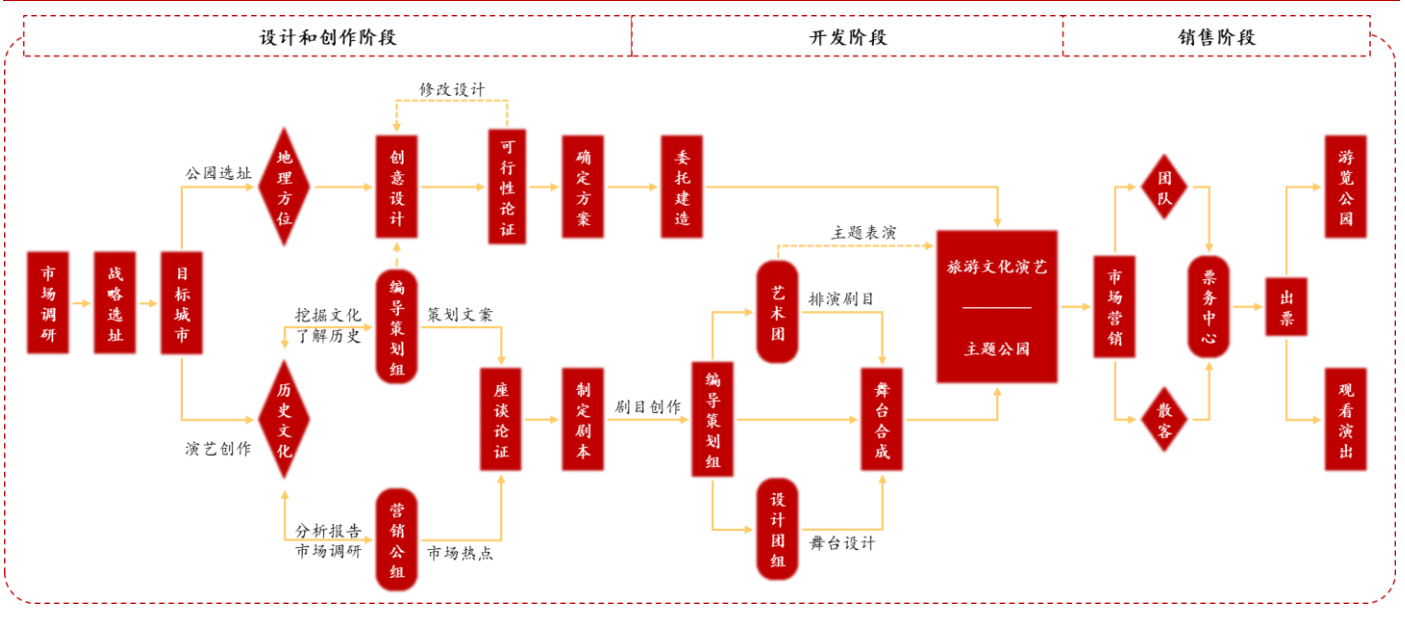 设计和创作阶段
开发阶段
销售阶段
修改设计
公园选址
地理方位
创意设计
可行性论证
确定方案
委托建造
团队
游览公园
主题表演
市场调研
战略选址
目标城市
编导策划组
挖掘文化
了解历史
策划文案
艺术团
排演剧目
旅游文化演艺
主题公园
市场营销
票务中心
出票
历史文化
演艺创作
座谈论证
制定剧本
剧目创作
编导策划组
舞台合成
散客
观看演出
分析报告
市场调研
营销公组
市场热点
设计团组
舞台设计